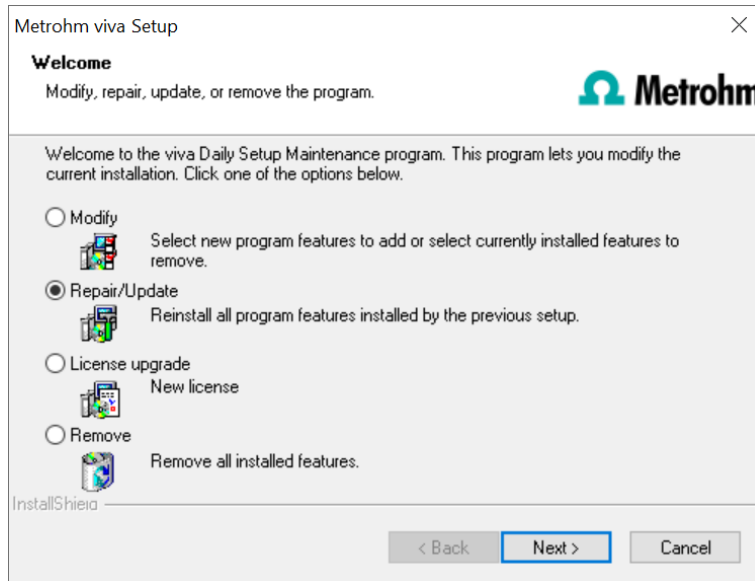 Metrohm viva Setup
Welcome
Modify, repair, update, or remove the program.
Metrohm
Welcome to the viva Daily Setup Maintenance program. This program lets you modify the
current installation. Click one of the options below.
Modify
Select new program features to add or select currently installed features to
remove.
Repair/Update
Reinstall all program features installed by the previous setup.
License upgrade
New license
Remove
Remove all installed features.
InstallShield
< Back
Next >
Cancel